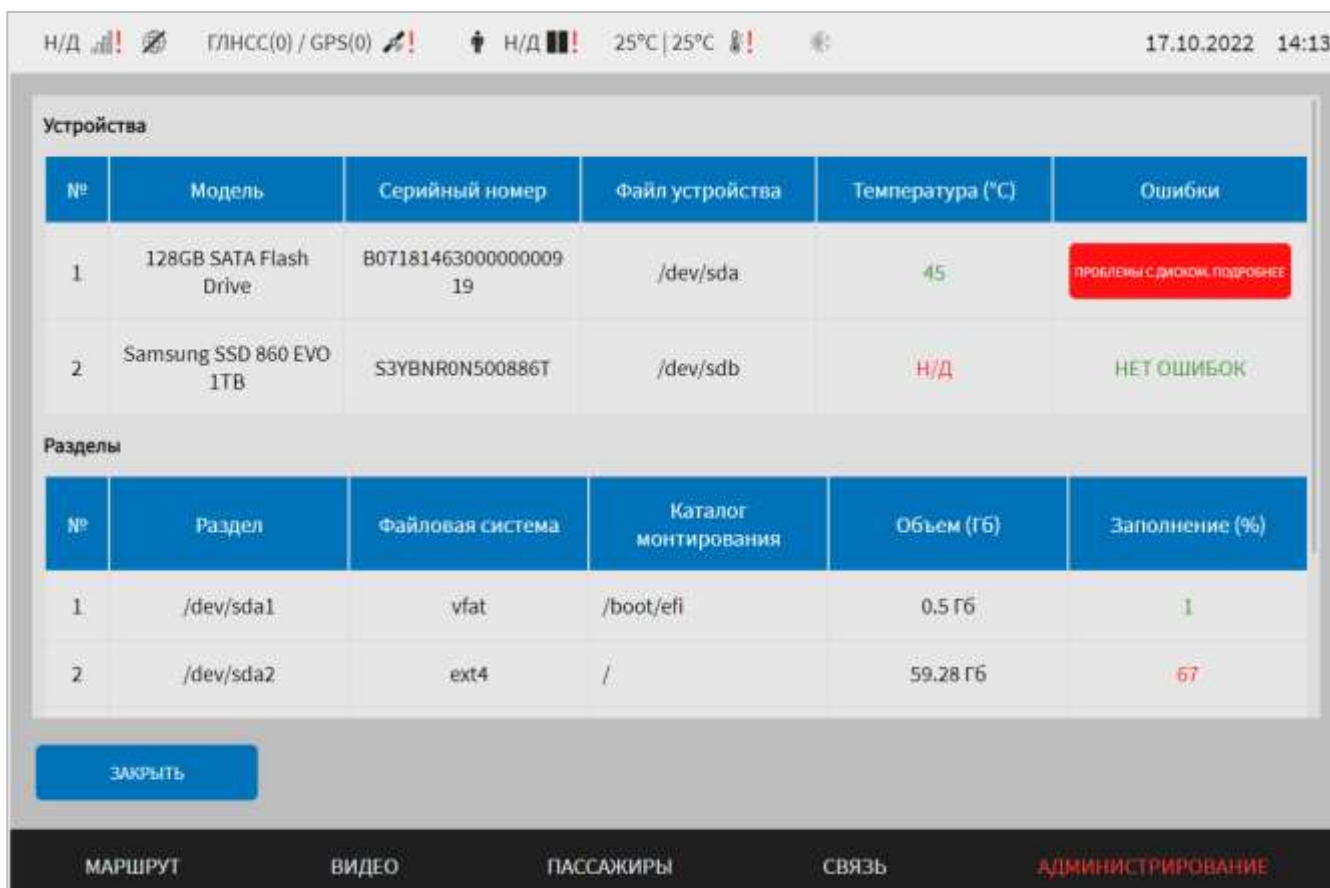 Н/Д ! ГЛНСС(0) / GPS(0) ! Н/Д ! 25°C | 25°C ! 17.10.2022 14:13
Устройства
№ Модель Серийный номер Файл устройства Температура (°C) Ошибки
1 128GB SATA Flash Drive B07181463000000000919 /dev/sda 45 ПРОБЛЕМЫ С ДИСКОМ. ПОДРОБНЕЕ
2 Samsung SSD 860 EVO 1TB S3YBNR0N500886T /dev/sdb Н/Д НЕТ ОШИБОК
Разделы
№ Раздел Файловая система Каталог монтирования Объем (Гб) Заполнение (%)
1 /dev/sda1 vfat /boot/efi 0.5 Гб 1
2 /dev/sda2 ext4 / 59.28 Гб 67
ЗАКРЫТЬ
МАРШРУТ ВИДЕО ПАССАЖИРЫ СВЯЗЬ АДМИНИСТРИРОВАНИЕ